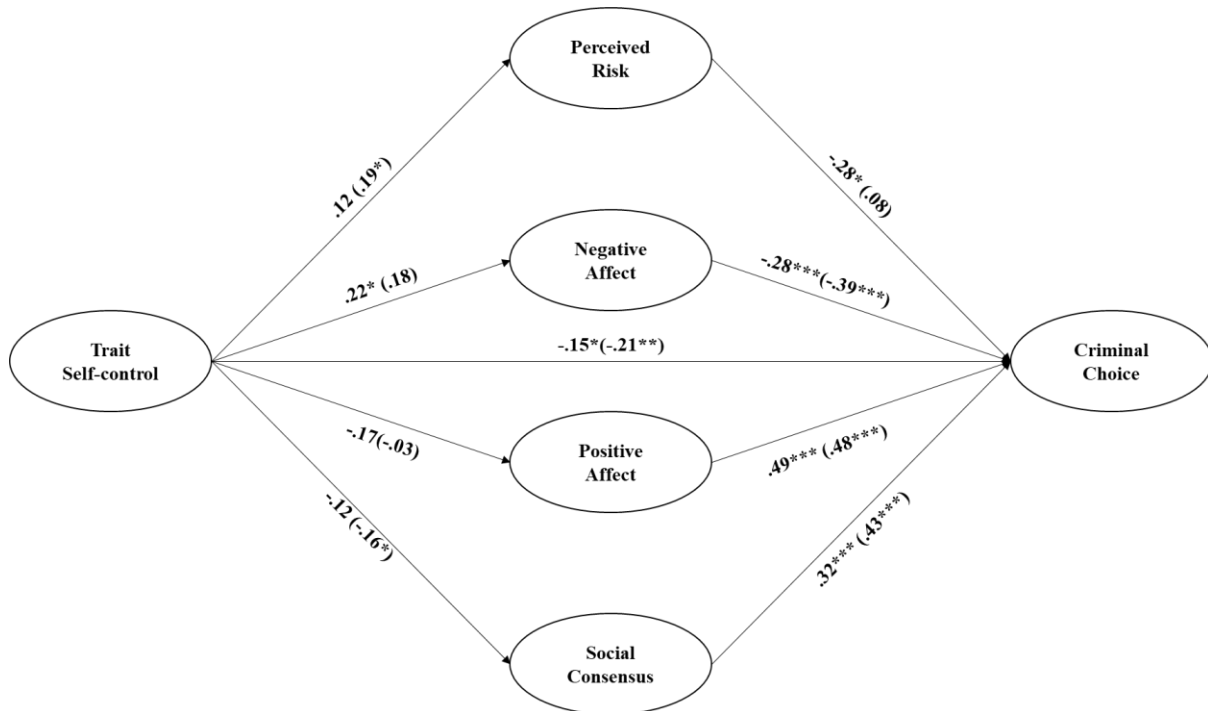 Perceived
Risk
.12 (.19*)
-.28* (.08)
Negative
Affect
.22* (.18)
-.28***(-.39***)
Trait
Self-control
-.15*(-.21**)
Criminal
Choice
-.17(-.03)
Positive
Affect
.49*** (.48***)
-.12 (-.16*)
.32*** (.43***)
Social
Consensus